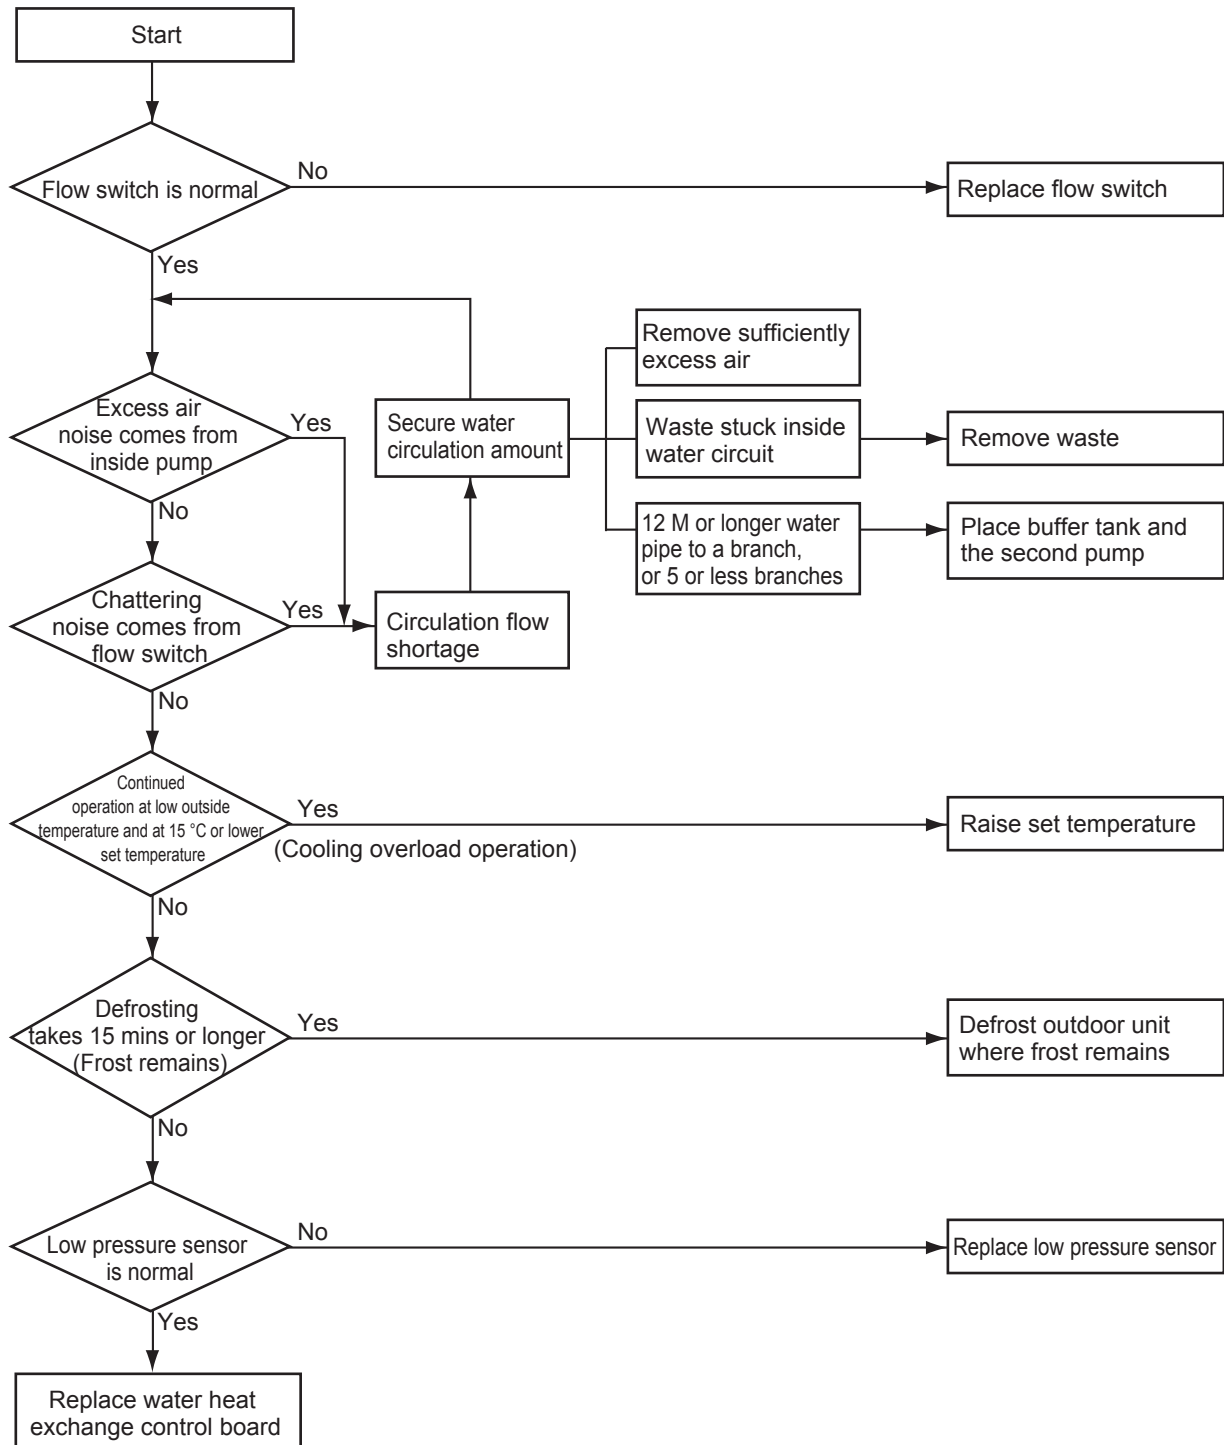 Start
Flow switch is normal
No
Replace flow switch
Yes
Excess air
noise comes from
inside pump
Yes
No
Secure water
circulation amount
Remove sufficiently
excess air
Waste stuck inside
water circuit
Remove waste
12 M or longer water
pipe to a branch,
or 5 or less branches
Place buffer tank and
the second pump
Chattering
noise comes from
flow switch
Yes
No
Circulation flow
shortage
Continued
operation at low outside
temperature and at 15 °C or lower
set temperature
Yes
(Cooling overload operation)
Raise set temperature
No
Defrosting
takes 15 mins or longer
(Frost remains)
Yes
Defrost outdoor unit
where frost remains
No
Low pressure sensor
is normal
No
Replace low pressure sensor
Yes
Replace water heat
exchange control board